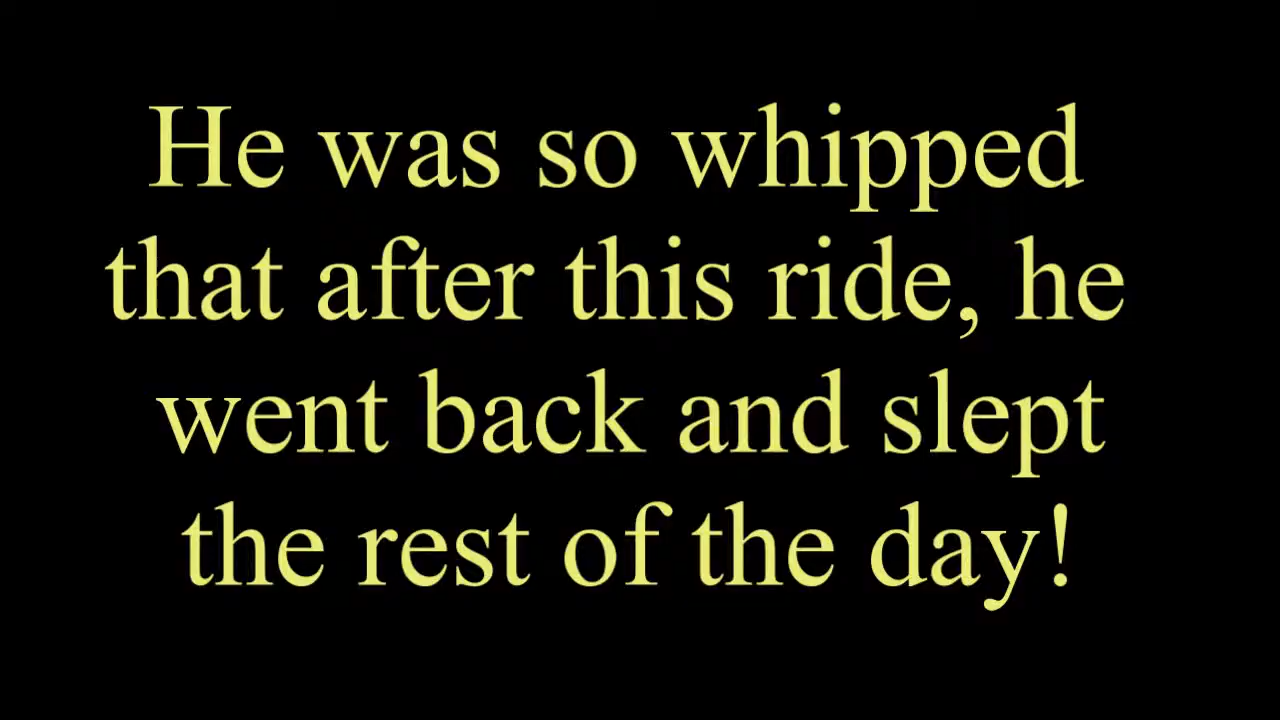 He was so whipped
that after this ride, he
went back and slept
the rest of the day!